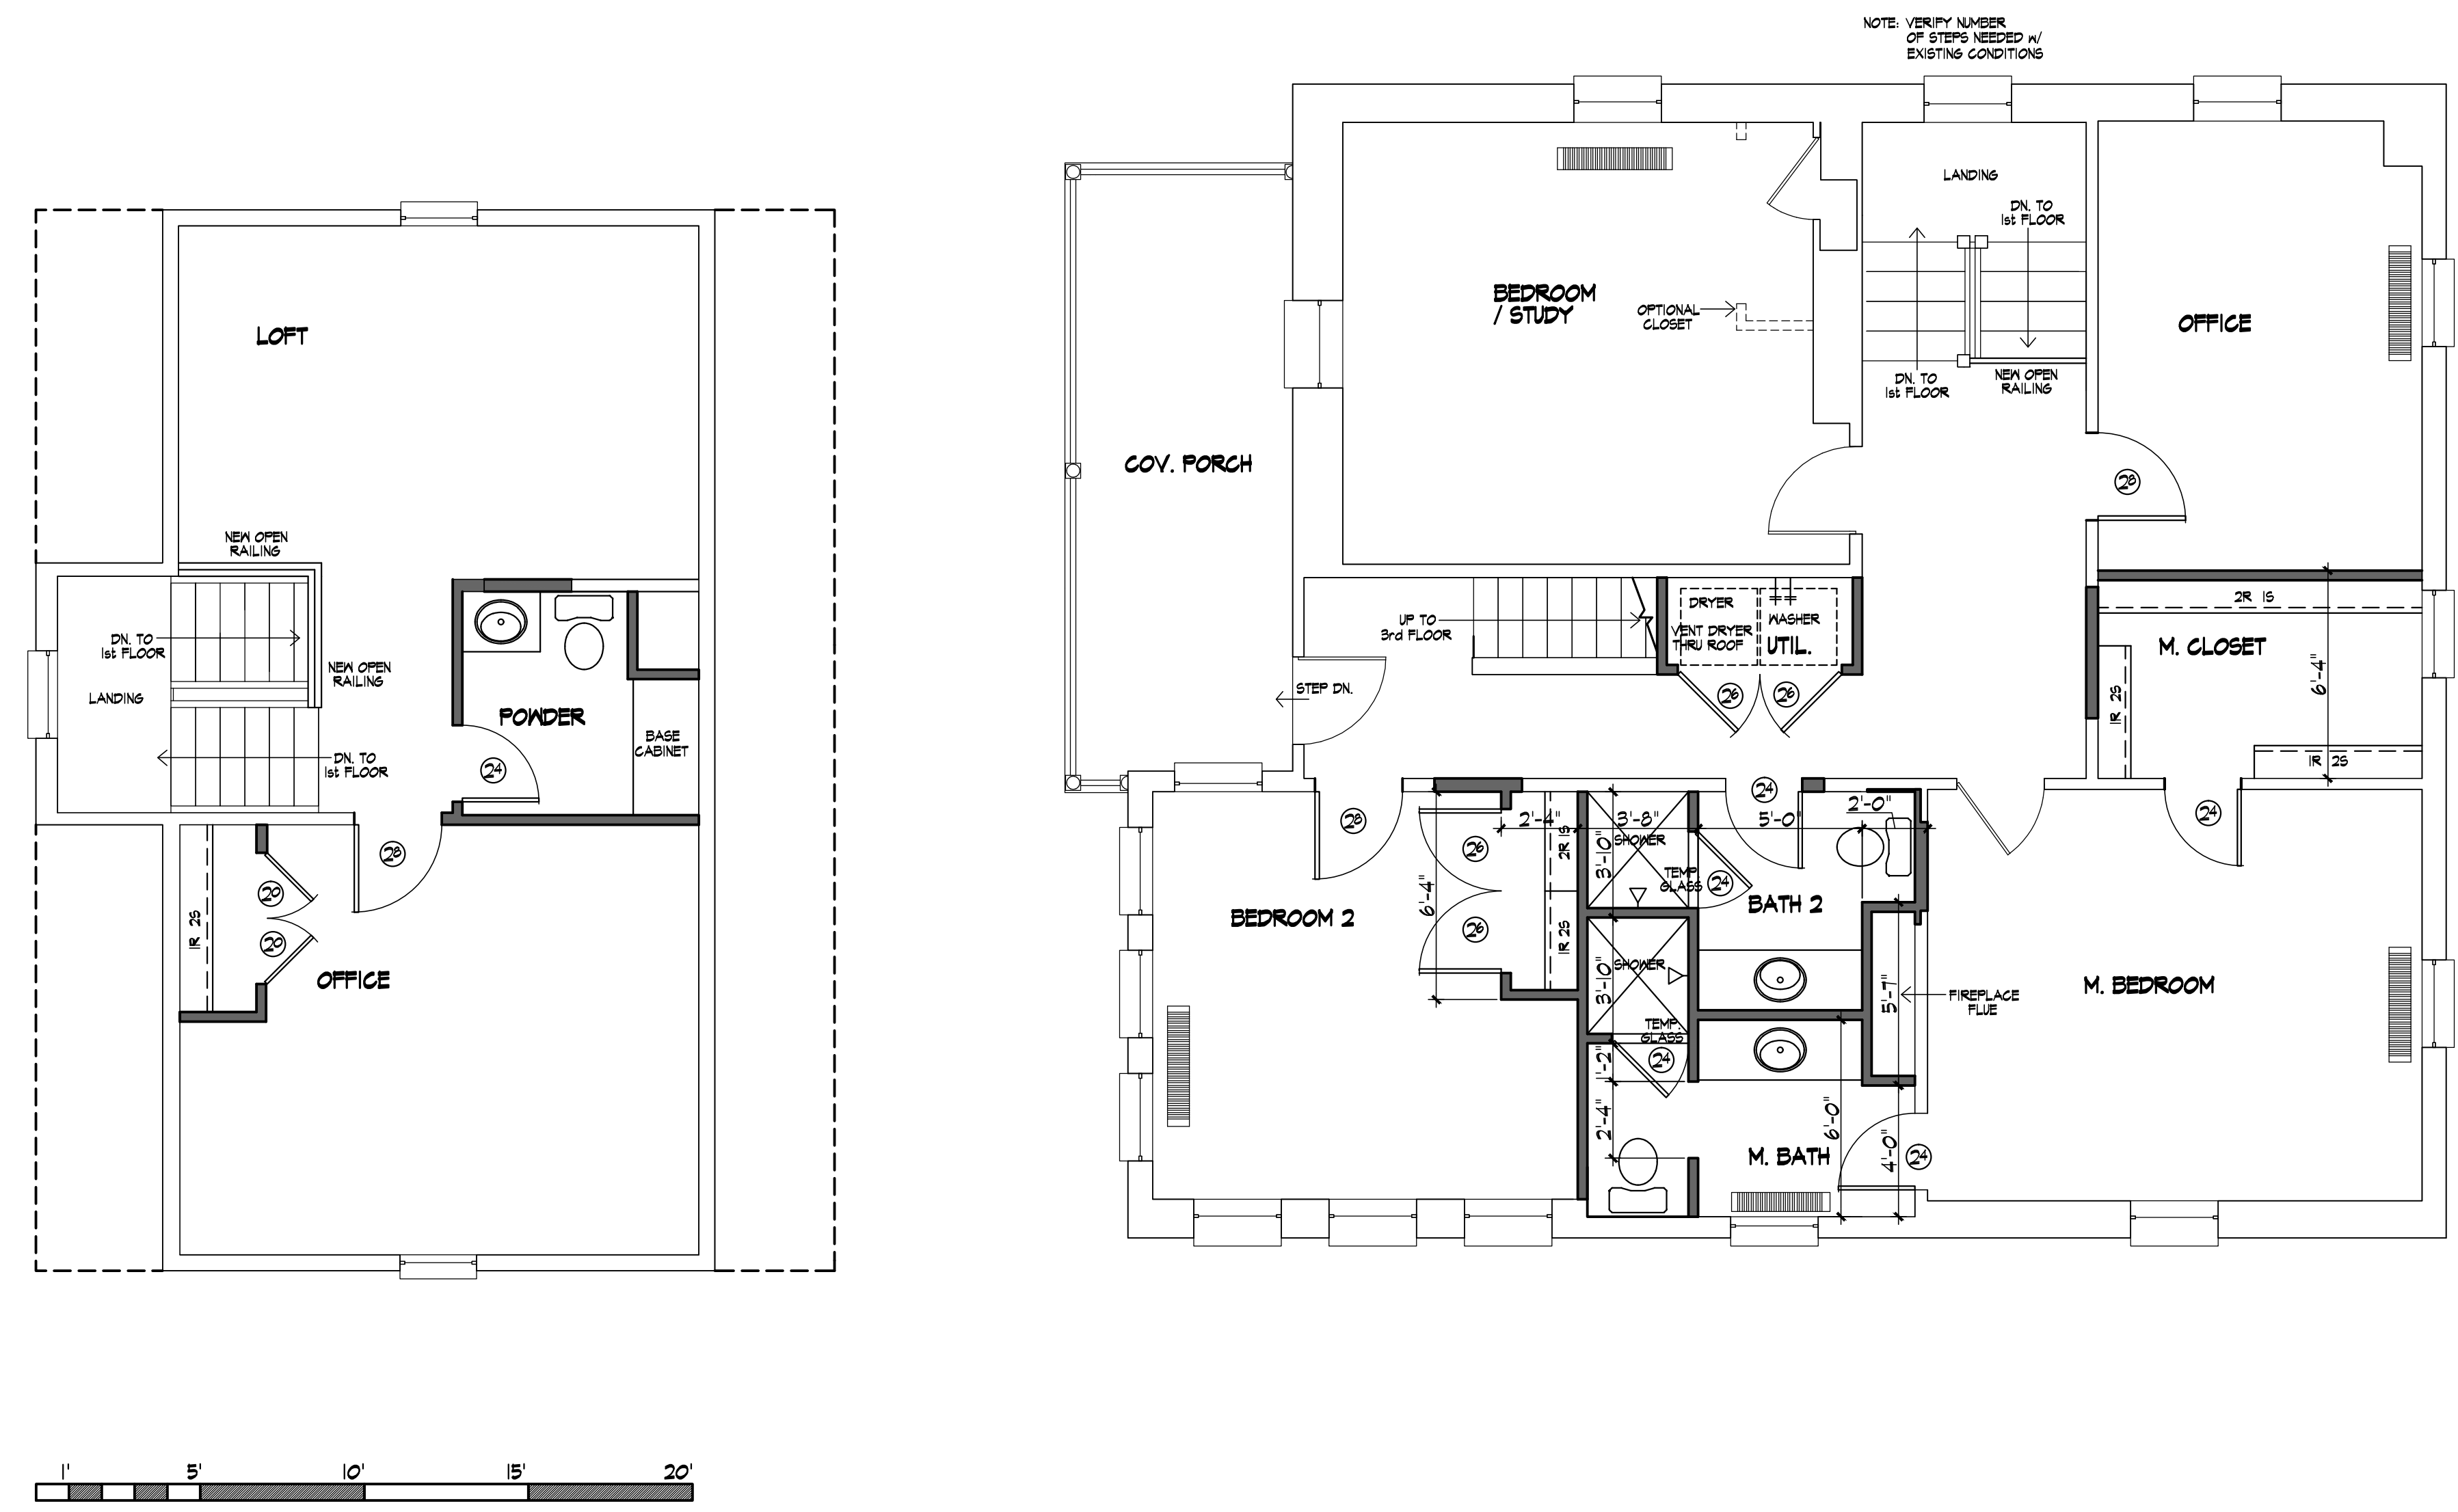 NOTE: VERIFY NUMBER
OF STEPS NEEDED w/
EXISTING CONDITIONS
LOFT
NEW OPEN
RAILING
DN. TO
1st FLOOR
NEW OPEN
RAILING
LANDING
POWDER
BASE
CABINET
DN. TO
1st FLOOR
24
28
20
20
1R 2S
OFFICE
1'
5'
10'
15'
20'
LANDING
DN. TO
1st FLOOR
BEDROOM
/ STUDY
OPTIONAL
CLOSET
OFFICE
DN. TO
1st FLOOR
NEW OPEN
RAILING
COV. PORCH
28
2R 1S
DRYER
WASHER
UP TO
3rd FLOOR
VENT DRYER
THRU ROOF
UTIL.
M. CLOSET
6'-4"
1R 2S
STEP DN.
26
26
1R 2S
24
24
28
2'-4"
3'-8"
5'-0"
2'-0"
26
2R 1S
3'-0"
SHOWER
TEMP.
GLASS
24
6'-4"
BEDROOM 2
BATH 2
26
1R 2S
3'-0"
SHOWER
5'-7"
FIREPLACE
FLUE
M. BEDROOM
TEMP.
GLASS
24
1'-2"
2'-4"
6'-0"
4'-0"
M. BATH
24